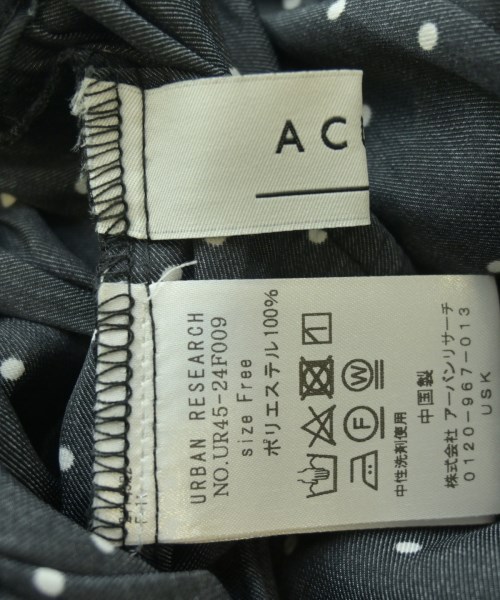 AC
URBAN RESEARCH
NO.UR45-24F009
size Free
ポリエステル100%
W
F
中性洗剤使用
中国製
株式会社 アーバンリサーチ
0120-967-013
USK